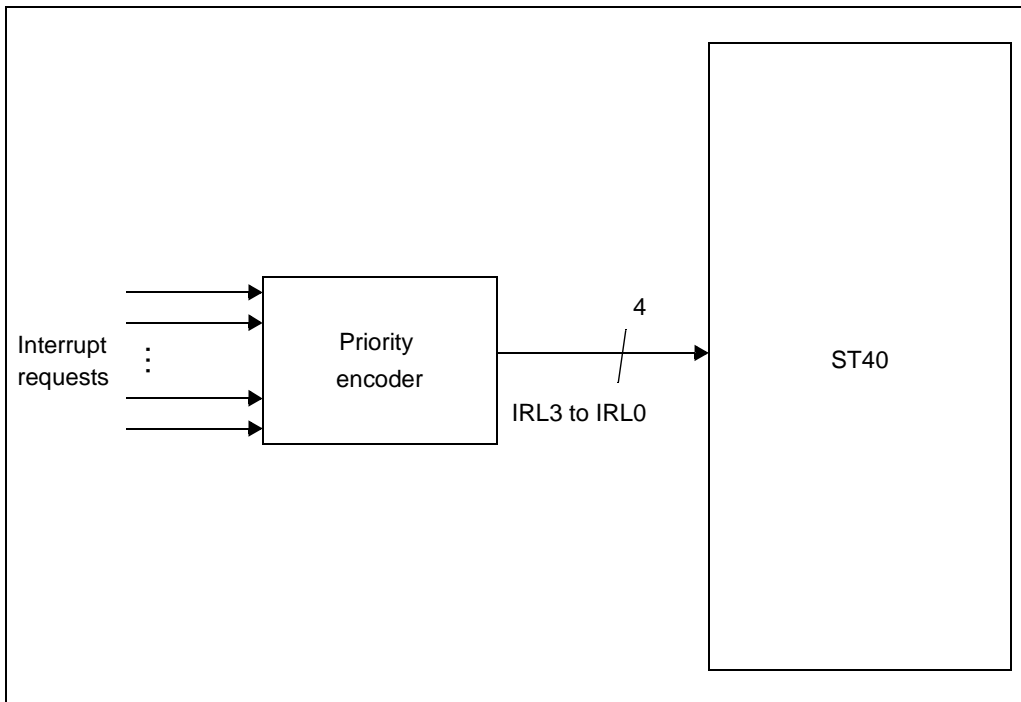 Interrupt
requests
Priority
encoder
4
IRL3 to IRL0
ST40